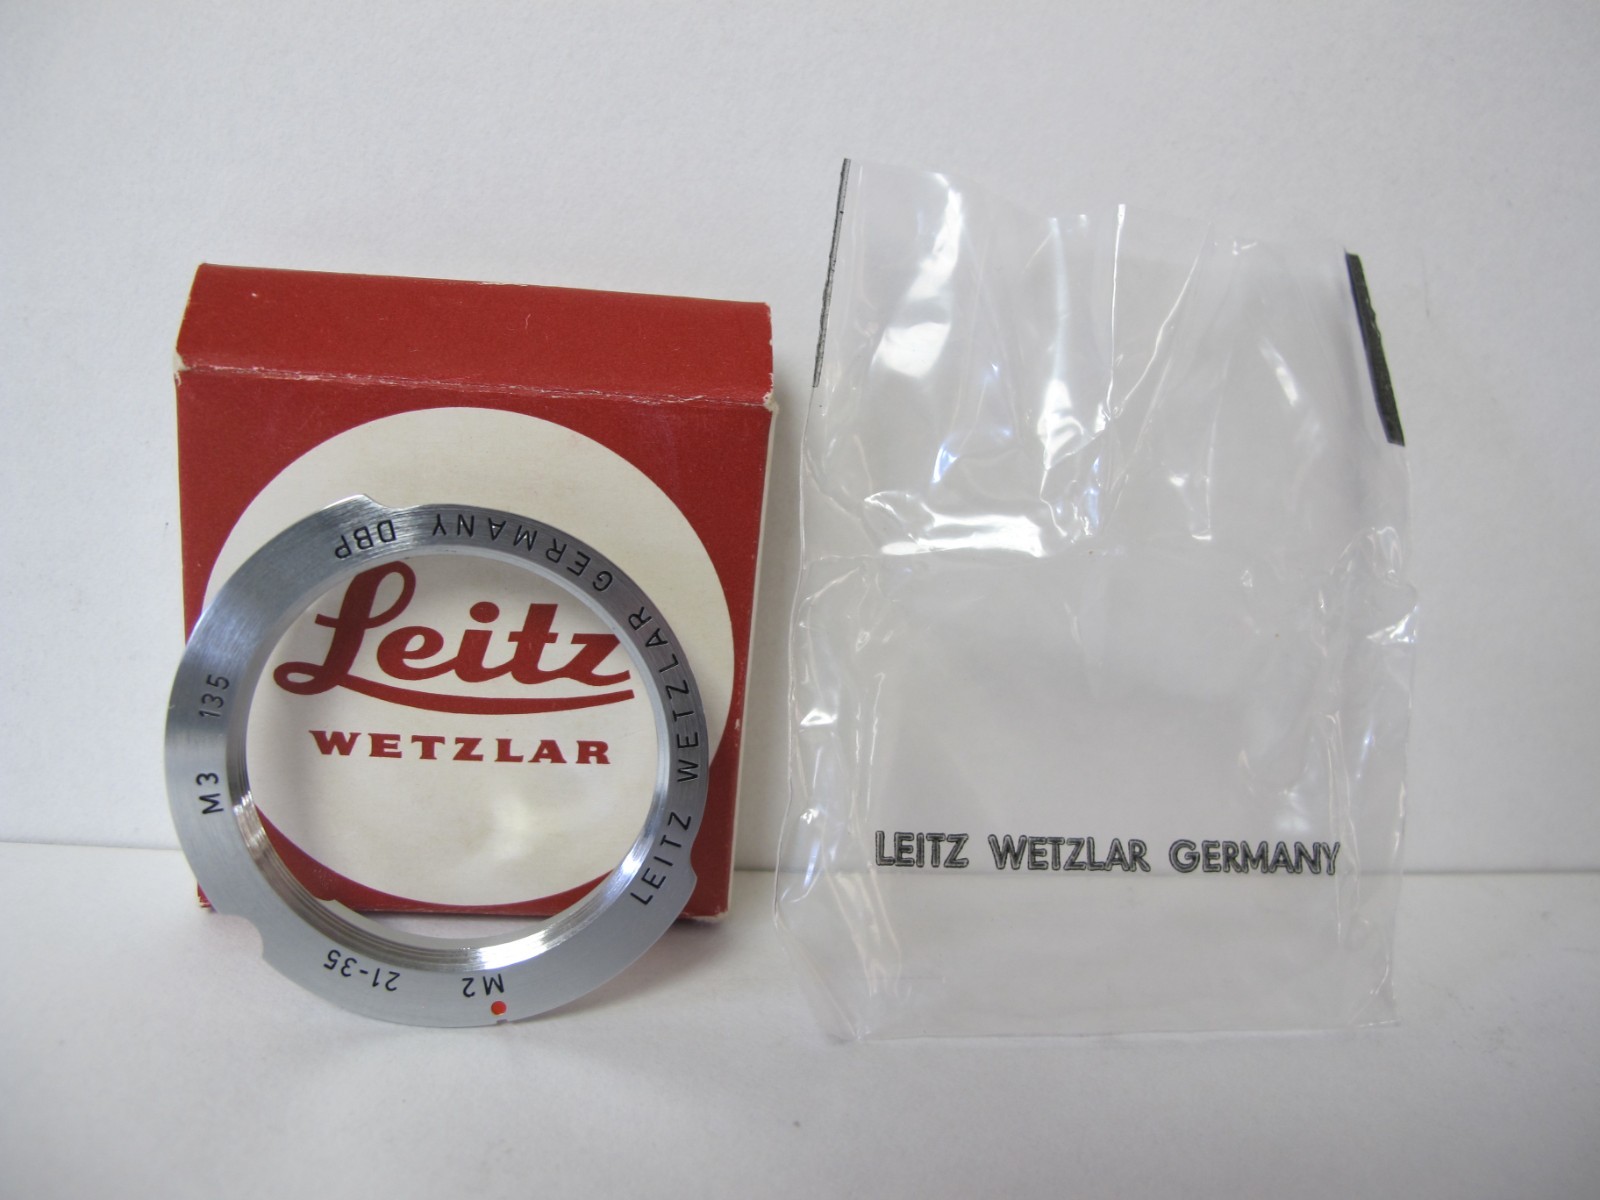 Leitz
WETZLAR
LEITZ WETZLAR GERMANY DBP
M3 135
M2 21-35
LEITZ WETZLAR GERMANY